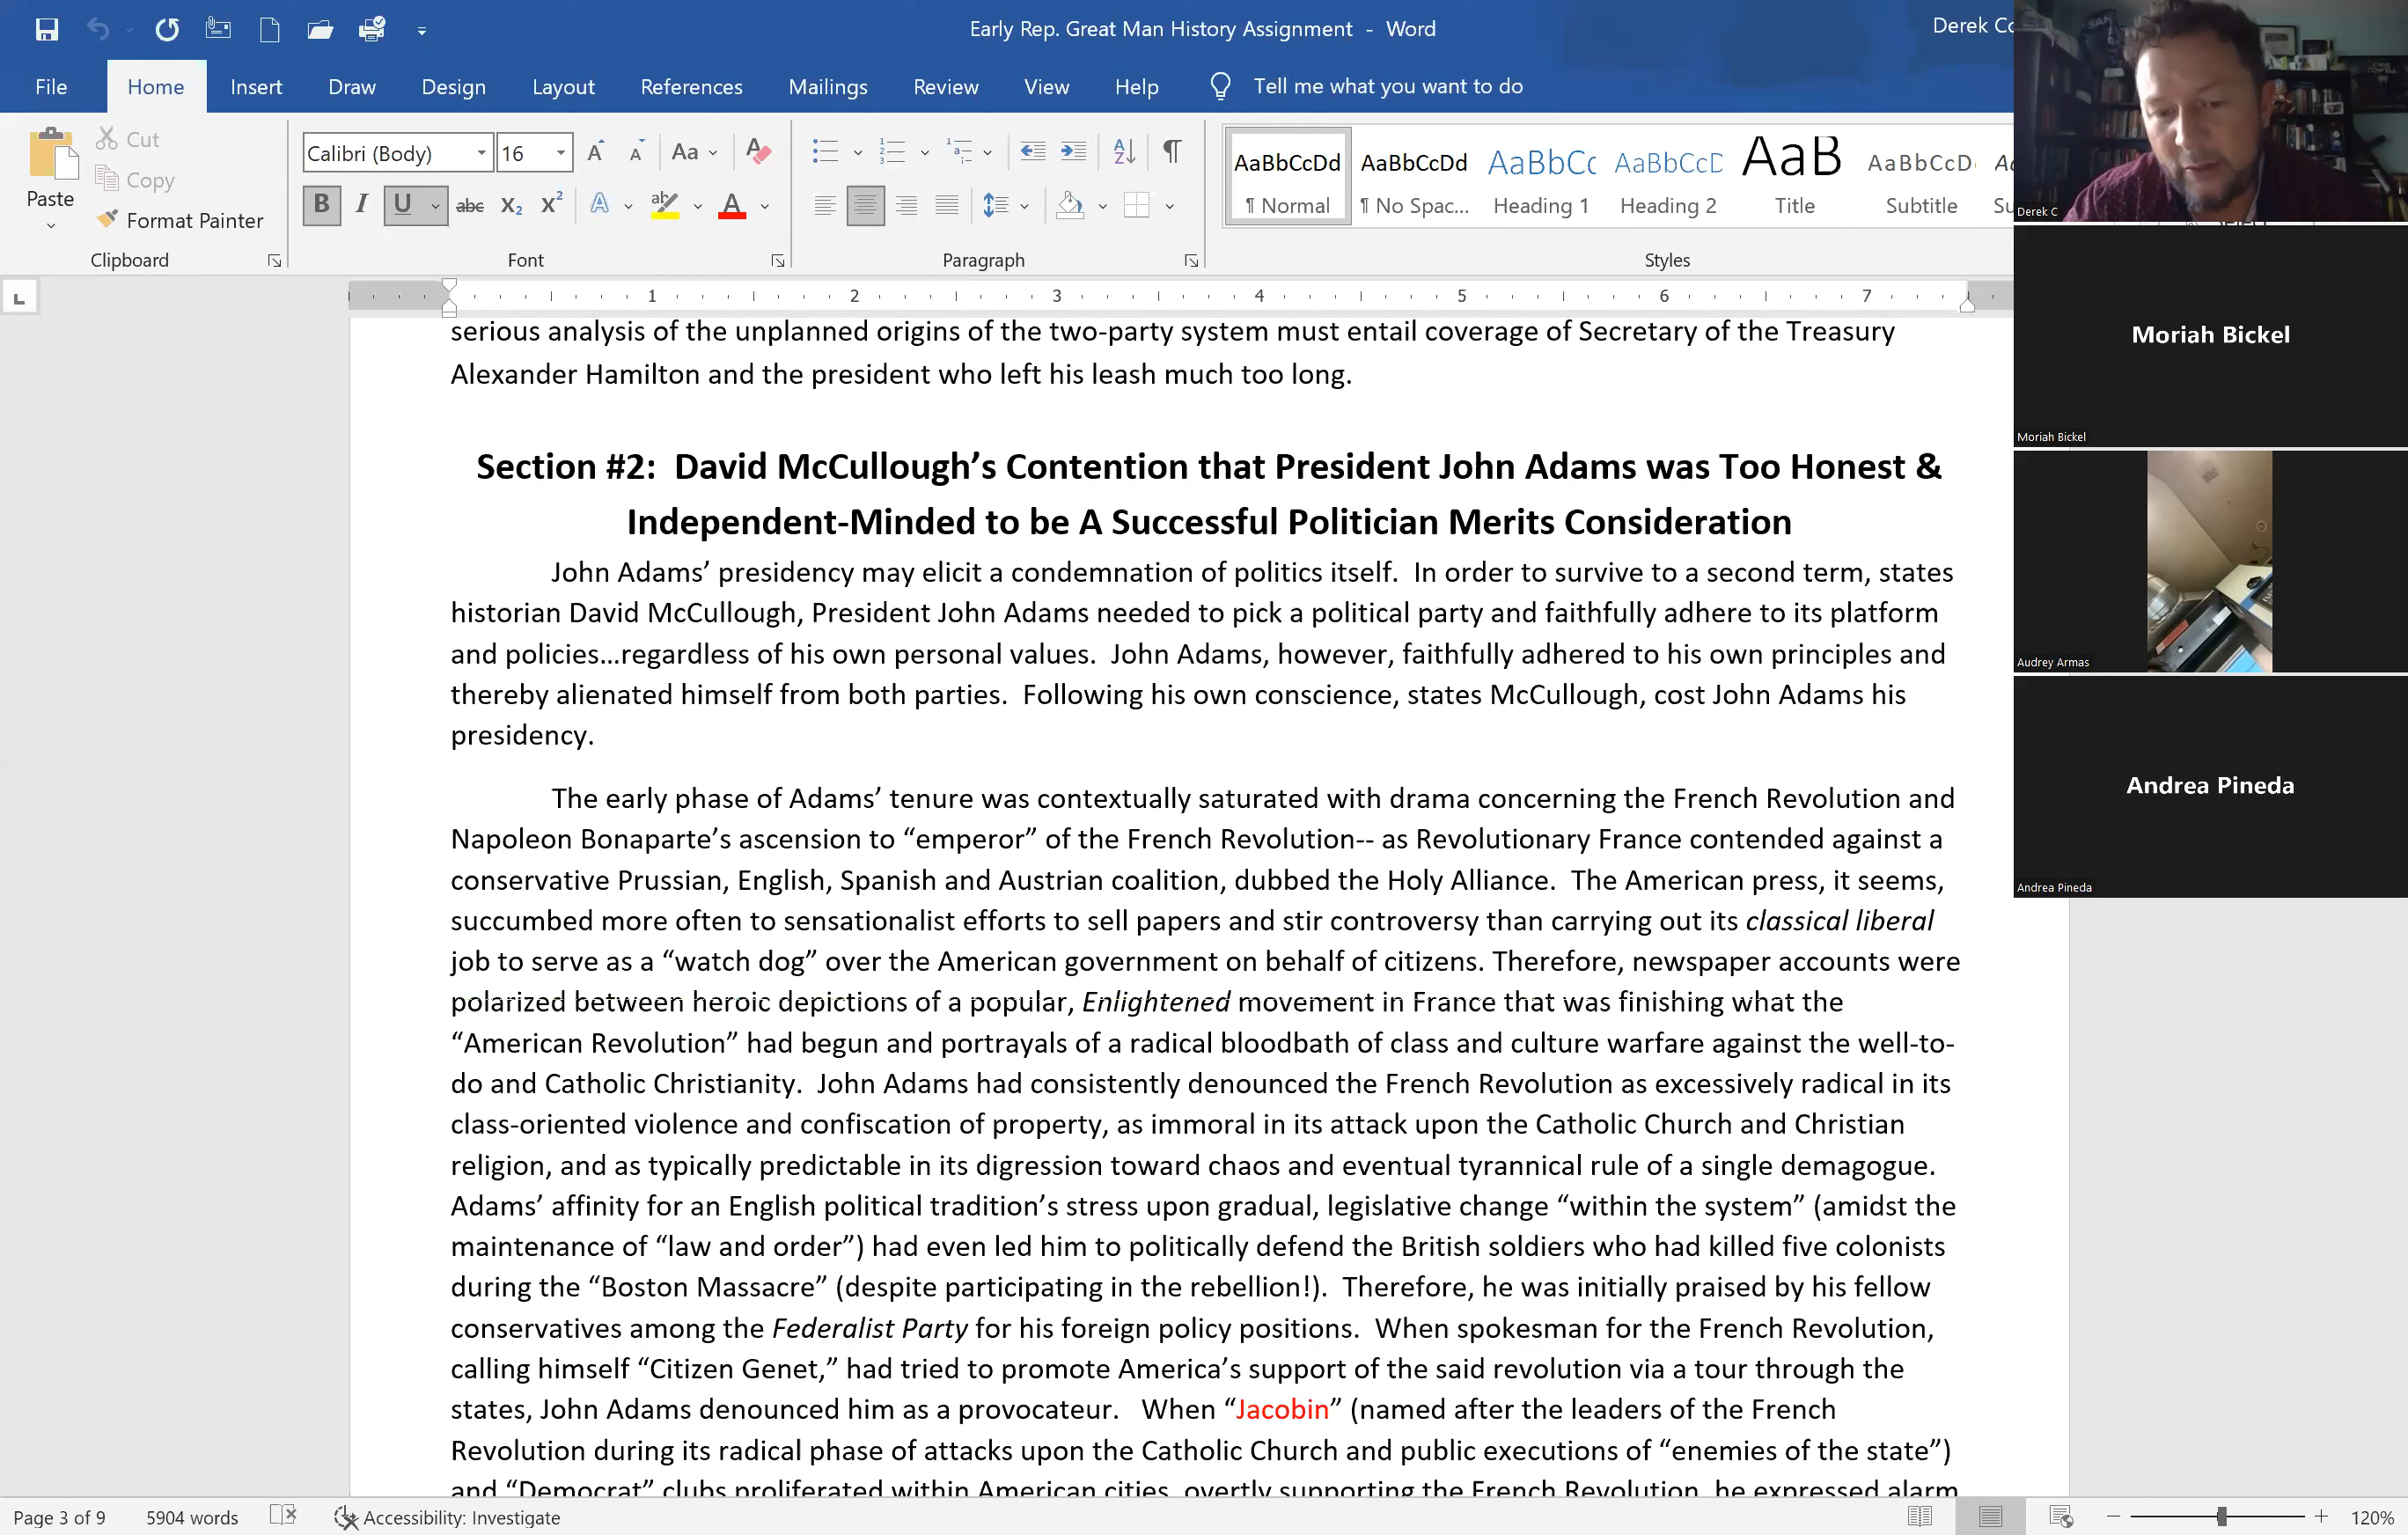 Early Rep. Great Man History Assignment - Word
Derek Co
File Home Insert Draw Design Layout References Mailings Review View Help Tell me what you want to do
Paste
Cut
Copy
Format Painter
Clipboard
Calibri (Body) 16
Font
Paragraph
AaBbCcDd AaBbCcDd AaBbCc AaBbCcD AaB AaBbCcD
¶ Normal ¶ No Spac... Heading 1 Heading 2 Title Subtitle
Styles
Derek C
1 2 3 4 5 6 7
serious analysis of the unplanned origins of the two-party system must entail coverage of Secretary of the Treasury
Alexander Hamilton and the president who left his leash much too long.
Section #2:  David McCullough’s Contention that President John Adams was Too Honest &
Independent-Minded to be A Successful Politician Merits Consideration
John Adams’ presidency may elicit a condemnation of politics itself.  In order to survive to a second term, states
historian David McCullough, President John Adams needed to pick a political party and faithfully adhere to its platform
and policies…regardless of his own personal values.  John Adams, however, faithfully adhered to his own principles and
thereby alienated himself from both parties.  Following his own conscience, states McCullough, cost John Adams his
presidency.
The early phase of Adams’ tenure was contextually saturated with drama concerning the French Revolution and
Napoleon Bonaparte’s ascension to “emperor” of the French Revolution-- as Revolutionary France contended against a
conservative Prussian, English, Spanish and Austrian coalition, dubbed the Holy Alliance.  The American press, it seems,
succumbed more often to sensationalist efforts to sell papers and stir controversy than carrying out its classical liberal
job to serve as a “watch dog” over the American government on behalf of citizens. Therefore, newspaper accounts were
polarized between heroic depictions of a popular, Enlightened movement in France that was finishing what the
“American Revolution” had begun and portrayals of a radical bloodbath of class and culture warfare against the well-to-
do and Catholic Christianity.  John Adams had consistently denounced the French Revolution as excessively radical in its
class-oriented violence and confiscation of property, as immoral in its attack upon the Catholic Church and Christian
religion, and as typically predictable in its digression toward chaos and eventual tyrannical rule of a single demagogue.
Adams’ affinity for an English political tradition’s stress upon gradual, legislative change “within the system” (amidst the
maintenance of “law and order”) had even led him to politically defend the British soldiers who had killed five colonists
during the “Boston Massacre” (despite participating in the rebellion!).  Therefore, he was initially praised by his fellow
conservatives among the Federalist Party for his foreign policy positions.  When spokesman for the French Revolution,
calling himself “Citizen Genet,” had tried to promote America’s support of the said revolution via a tour through the
states, John Adams denounced him as a provocateur.   When “Jacobin” (named after the leaders of the French
Revolution during its radical phase of attacks upon the Catholic Church and public executions of “enemies of the state”)
and “Democrat” clubs proliferated within American cities, overtly supporting the French Revolution, he expressed alarm
Moriah Bickel
Moriah Bickel
Audrey Armas
Andrea Pineda
Andrea Pineda
Page 3 of 9 5904 words Accessibility: Investigate 120%